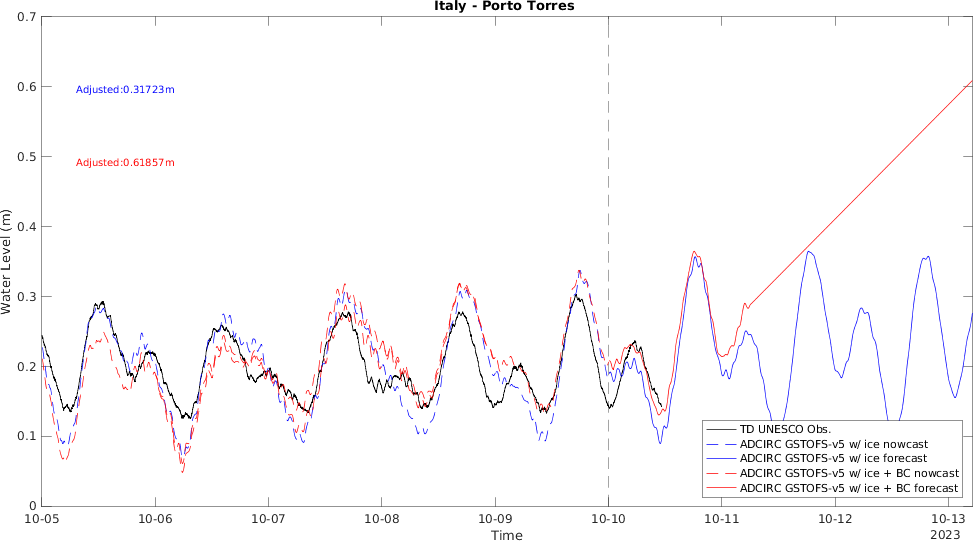 Italy - Porto Torres
0.7
0.6
0.5
0.4
0.3
0.2
0.1
0
Water Level (m)
Adjusted:0.31723m
Adjusted:0.61857m
TD UNESCO Obs.
ADCIRC GSTOFS-v5 w/ ice nowcast
ADCIRC GSTOFS-v5 w/ ice forecast
ADCIRC GSTOFS-v5 w/ ice + BC nowcast
ADCIRC GSTOFS-v5 w/ ice + BC forecast
10-05 10-06 10-07 10-08 10-09 10-10 10-11 10-12 10-13
2023
Time